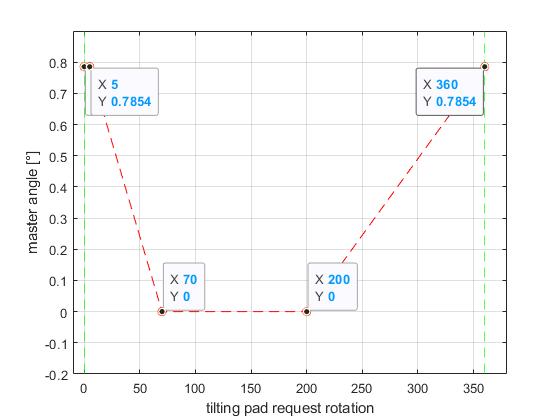 0.8
0.7
0.6
0.5
0.4
0.3
0.2
0.1
0
-0.1
-0.2
master angle [°]
X 5
Y 0.7854
X 360
Y 0.7854
X 70
Y 0
X 200
Y 0
0 50 100 150 200 250 300 350
tilting pad request rotation